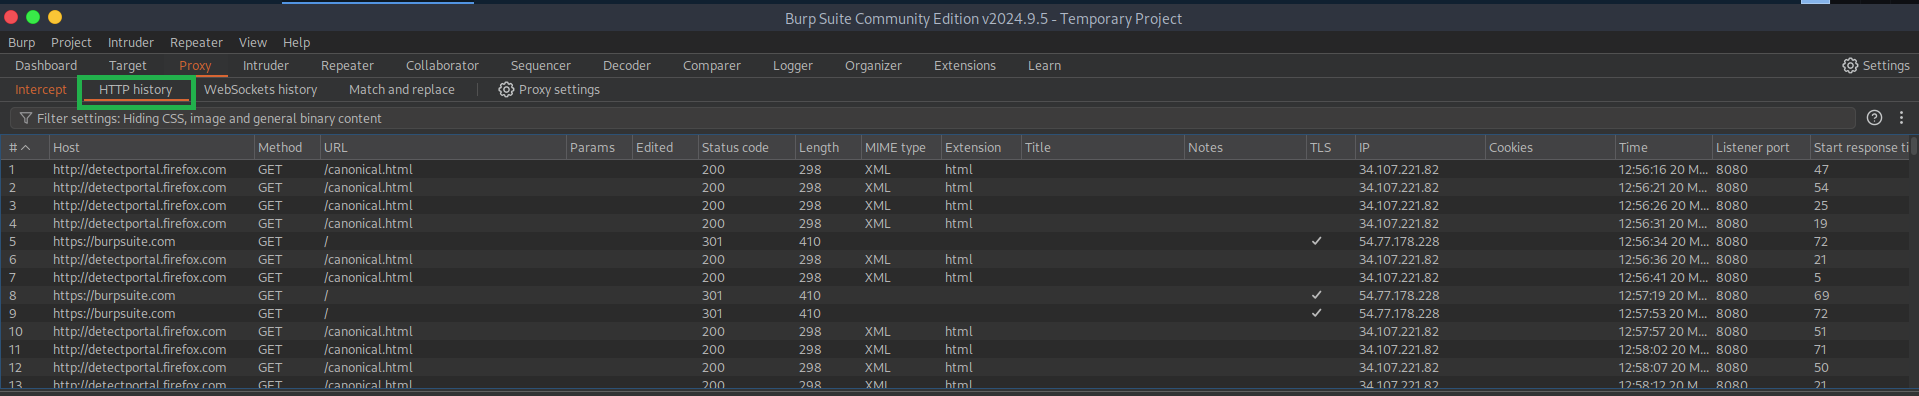 Burp Suite Community Edition v2024.9.5 - Temporary Project
Burp Project Intruder Repeater View Help
Dashboard Target Proxy Intruder Repeater Collaborator Sequencer Decoder Comparer Logger Organizer Extensions Learn Settings
Intercept HTTP history WebSockets history Match and replace Proxy settings
Filter settings: Hiding CSS, image and general binary content
# Host Method URL Params Edited Status code Length MIME type Extension Title Notes TLS IP Cookies Time Listener port Start response ti
1 http://detectportal.firefox.com GET /canonical.html 200 298 XML html 34.107.221.82 12:56:16 20 M... 8080 47
2 http://detectportal.firefox.com GET /canonical.html 200 298 XML html 34.107.221.82 12:56:21 20 M... 8080 54
3 http://detectportal.firefox.com GET /canonical.html 200 298 XML html 34.107.221.82 12:56:26 20 M... 8080 25
4 http://detectportal.firefox.com GET /canonical.html 200 298 XML html 34.107.221.82 12:56:31 20 M... 8080 19
5 https://burpsuite.com GET / 301 410 ✓ 54.77.178.228 12:56:34 20 M... 8080 72
6 http://detectportal.firefox.com GET /canonical.html 200 298 XML html 34.107.221.82 12:56:36 20 M... 8080 21
7 http://detectportal.firefox.com GET /canonical.html 200 298 XML html 34.107.221.82 12:56:41 20 M... 8080 5
8 https://burpsuite.com GET / 301 410 ✓ 54.77.178.228 12:57:19 20 M... 8080 69
9 https://burpsuite.com GET / 301 410 ✓ 54.77.178.228 12:57:53 20 M... 8080 72
10 http://detectportal.firefox.com GET /canonical.html 200 298 XML html 34.107.221.82 12:57:57 20 M... 8080 51
11 http://detectportal.firefox.com GET /canonical.html 200 298 XML html 34.107.221.82 12:58:02 20 M... 8080 71
12 http://detectportal.firefox.com GET /canonical.html 200 298 XML html 34.107.221.82 12:58:07 20 M... 8080 50
13 http://detectportal.firefox.com GET /canonical.html 200 298 XML html 34.107.221.82 12:58:12 20 M... 8080 21